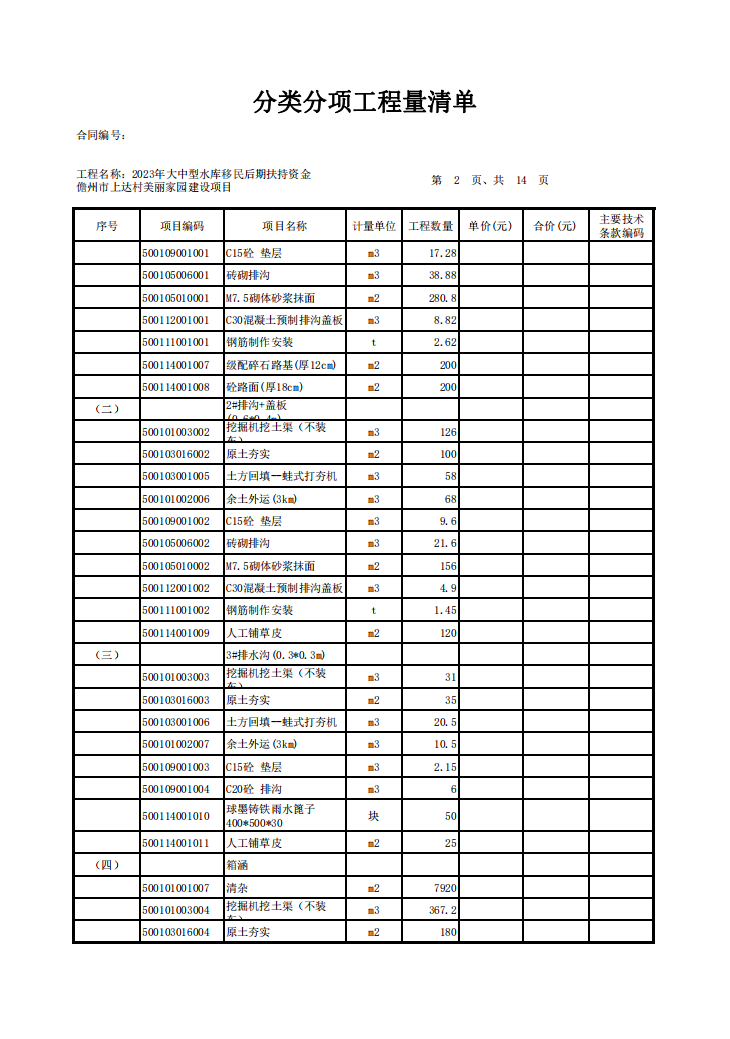 分类分项工程量清单
合同编号：
工程名称：2023年大中型水库移民后期扶持资金
儋州市上达村美丽家园建设项目
第 2 页、共 14 页
序号 项目编码 项目名称 计量单位 工程数量 单价(元) 合价(元) 主要技术
条款编码
500109001001 C15砼 垫层 m3 17.28
500105006001 砖砌排沟 m3 38.88
500105010001 M7.5砌体砂浆抹面 m2 280.8
500112001001 C30混凝土预制排沟盖板 m3 8.82
500111001001 钢筋制作安装 t 2.62
500114001007 级配碎石路基(厚12cm) m2 200
500114001008 砼路面(厚18cm) m2 200
（二） 2#排沟+盖板
(0.6*0.4m)
500101003002 挖掘机挖土渠（不装
车） m3 126
500103016002 原土夯实 m2 100
500103001005 土方回填--蛙式打夯机 m3 58
500101002006 余土外运(3km) m3 68
500109001002 C15砼 垫层 m3 9.6
500105006002 砖砌排沟 m3 21.6
500105010002 M7.5砌体砂浆抹面 m2 156
500112001002 C30混凝土预制排沟盖板 m3 4.9
500111001002 钢筋制作安装 t 1.45
500114001009 人工铺草皮 m2 120
（三） 3#排水沟(0.3*0.3m)
500101003003 挖掘机挖土渠（不装
车） m3 31
500103016003 原土夯实 m2 35
500103001006 土方回填--蛙式打夯机 m3 20.5
500101002007 余土外运(3km) m3 10.5
500109001003 C15砼 垫层 m3 2.15
500109001004 C20砼 排沟 m3 6
500114001010 球墨铸铁雨水篦子
400*500*30 块 50
500114001011 人工铺草皮 m2 25
（四） 箱涵
500101001007 清杂 m2 7920
500101003004 挖掘机挖土渠（不装
车） m3 367.2
500103016004 原土夯实 m2 180